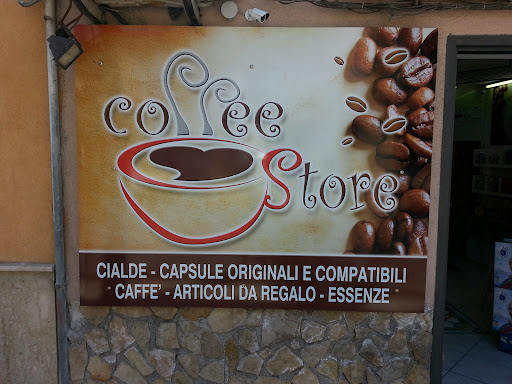 coffee
Store
CIALDE - CAPSULE ORIGINALI E COMPATIBILI
CAFFE' - ARTICOLI DA REGALO - ESSENZE